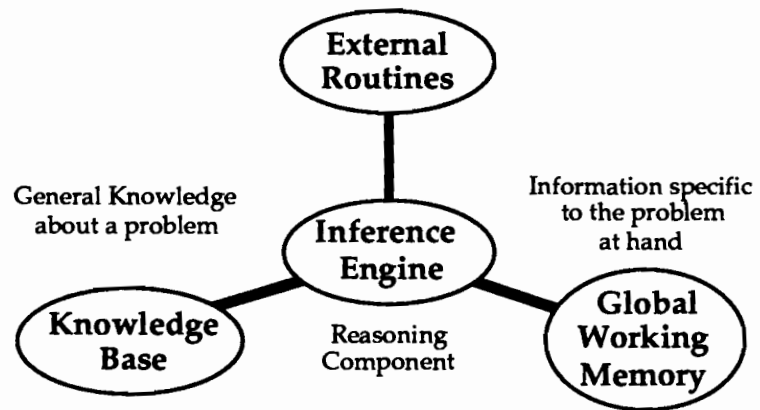 External
Routines
General Knowledge
about a problem
Information specific
to the problem
at hand
Inference
Engine
Knowledge
Base
Reasoning
Component
Global
Working
Memory